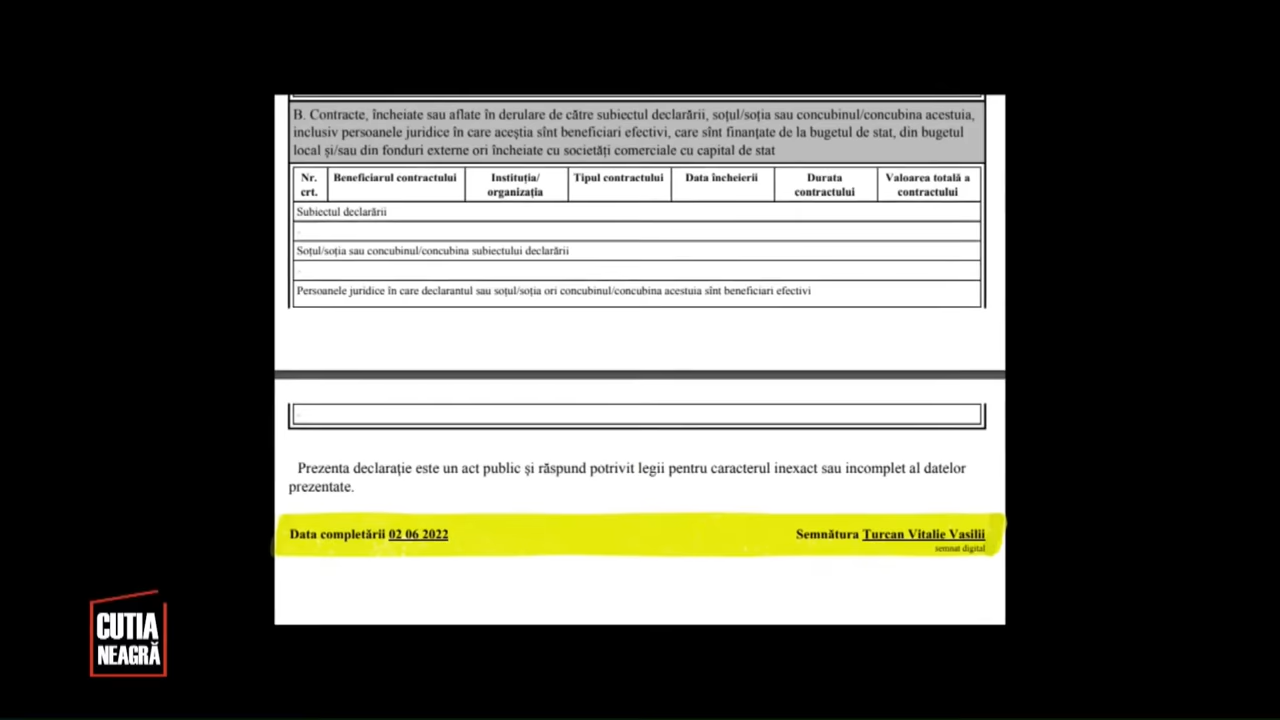 B. Contracte, încheiate sau aflate în derulare de către subiectul declarării, soțul/soția sau concubinul/concubina acestuia,
inclusiv persoanele juridice în care aceștia sînt beneficiari efectivi, care sînt finanțate de la bugetul de stat, din bugetul
local și/sau din fonduri externe ori încheiate cu societăți comerciale cu capital de stat
Nr. crt. Beneficiarul contractului Instituția/ organizația Tipul contractului Data încheierii Durata contractului Valoarea totală a contractului
Subiectul declarării
Soțul/soția sau concubinul/concubina subiectului declarării
Persoanele juridice în care declarantul sau soțul/soția ori concubinul/concubina acestuia sînt beneficiari efectivi
Prezenta declarație este un act public și răspund potrivit legii pentru caracterul inexact sau incomplet al datelor
prezentate.
Data completării 02 06 2022 Semnătura Turcan Vitalie Vasilii
semnat digital
CUTIA
NEAGRĂ